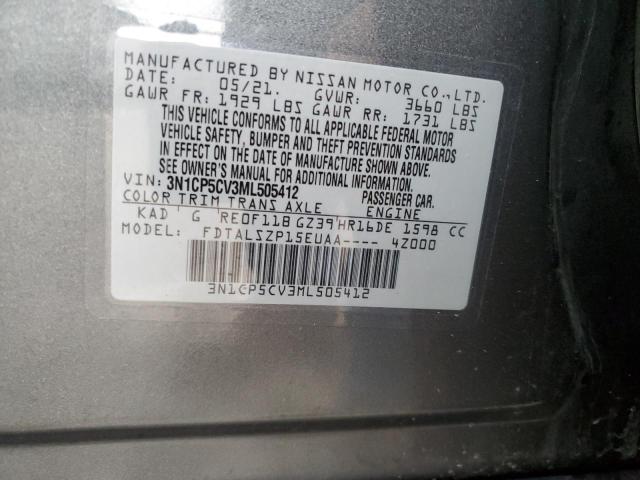 MANUFACTURED BY NISSAN MOTOR CO.,LTD.
DATE: 05/21. GVWR: 3660 LBS
GAWR FR: 1929 LBS GAWR RR: 1731 LBS
THIS VEHICLE CONFORMS TO ALL APPLICABLE FEDERAL MOTOR
VEHICLE SAFETY, BUMPER AND THEFT PREVENTION STANDARDS
IN EFFECT ON THE DATE OF MANUFACTURE SHOWN ABOVE.
SEE OWNER'S MANUAL FOR ADDITIONAL INFORMATION.
VIN: 3N1CP5CV3ML505412 PASSENGER CAR.
COLOR TRIM TRANS AXLE ENGINE
KAD G RE0F11B GZ39 HR16DE 1598 CC
MODEL: FDTALSZP15EUAA---- 4Z000
3N1CP5CV3ML505412